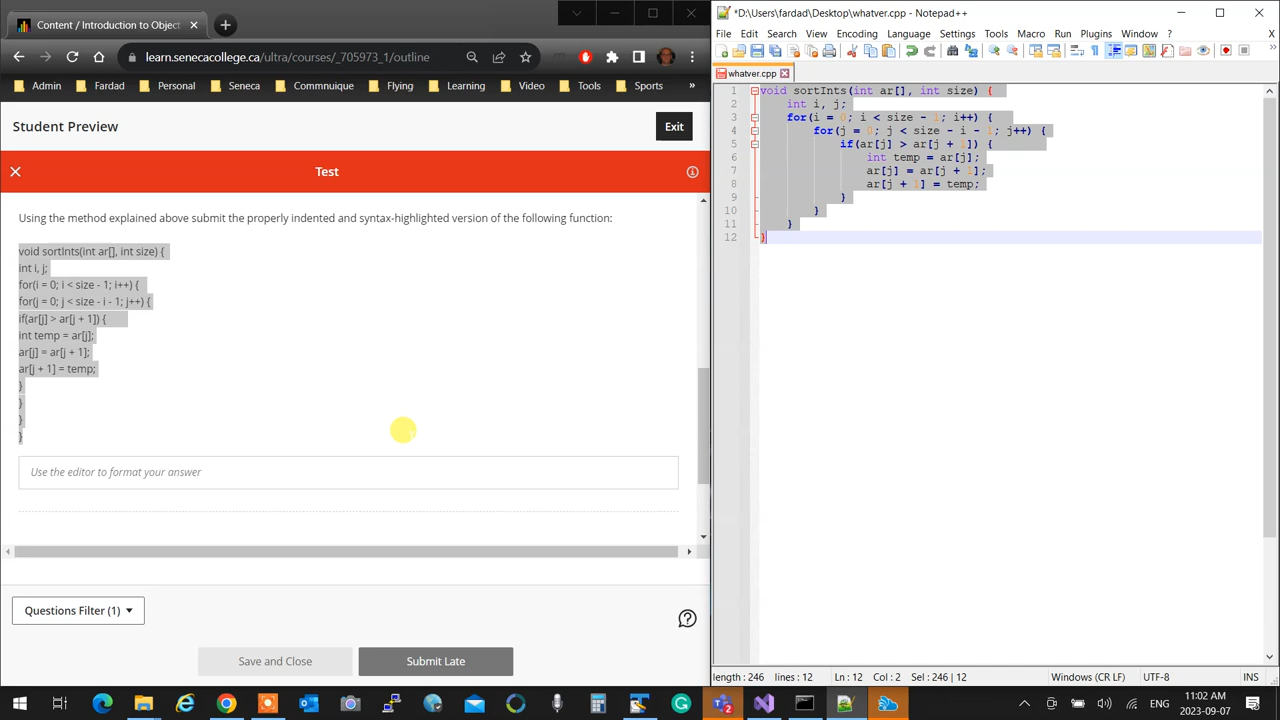 Content / Introduction to Object
learn.senecacollege.ca/ultra/courses/_709073_1/outl
Admin Fardad Personal Seneca Communique Flying Learning Video Tools Sports »
Student Preview
Exit
Test
Using the method explained above submit the properly indented and syntax-highlighted version of the following function:
void sortInts(int ar[], int size) {
int i, j;
for(i = 0; i < size - 1; i++) {
for(j = 0; j < size - i - 1; j++) {
if(ar[j] > ar[j + 1]) {
int temp = ar[j];
ar[j] = ar[j + 1];
ar[j + 1] = temp;
}
}
}
}
Use the editor to format your answer
Questions Filter (1)
Save and Close
Submit Late
*D:\Users\fardad\Desktop\whatver.cpp - Notepad++
File Edit Search View Encoding Language Settings Tools Macro Run Plugins Window ? X
whatver.cpp
1 void sortInts(int ar[], int size) {
2 int i, j;
3 for(i = 0; i < size - 1; i++) {
4 for(j = 0; j < size - i - 1; j++) {
5 if(ar[j] > ar[j + 1]) {
6 int temp = ar[j];
7 ar[j] = ar[j + 1];
8 ar[j + 1] = temp;
9 }
10 }
11 }
12 }
length : 246 lines : 12 Ln : 12 Col : 2 Sel : 246 | 12 Windows (CR LF) UTF-8 INS
ENG
11:02 AM
2023-09-07